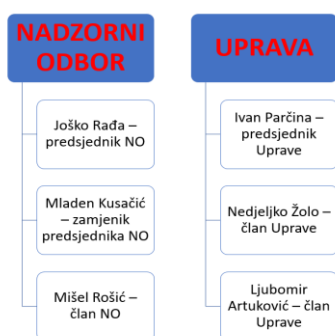 NADZORNI
ODBOR
Joško Rađa –
predsjednik NO
Mladen Kusačić
– zamjenik
predsjednika NO
Mišel Rošić –
član NO
UPRAVA
Ivan Parčina –
predsjednik
Uprave
Nedjeljko Žolo –
član Uprave
Ljubomir
Artuković – član
Uprave